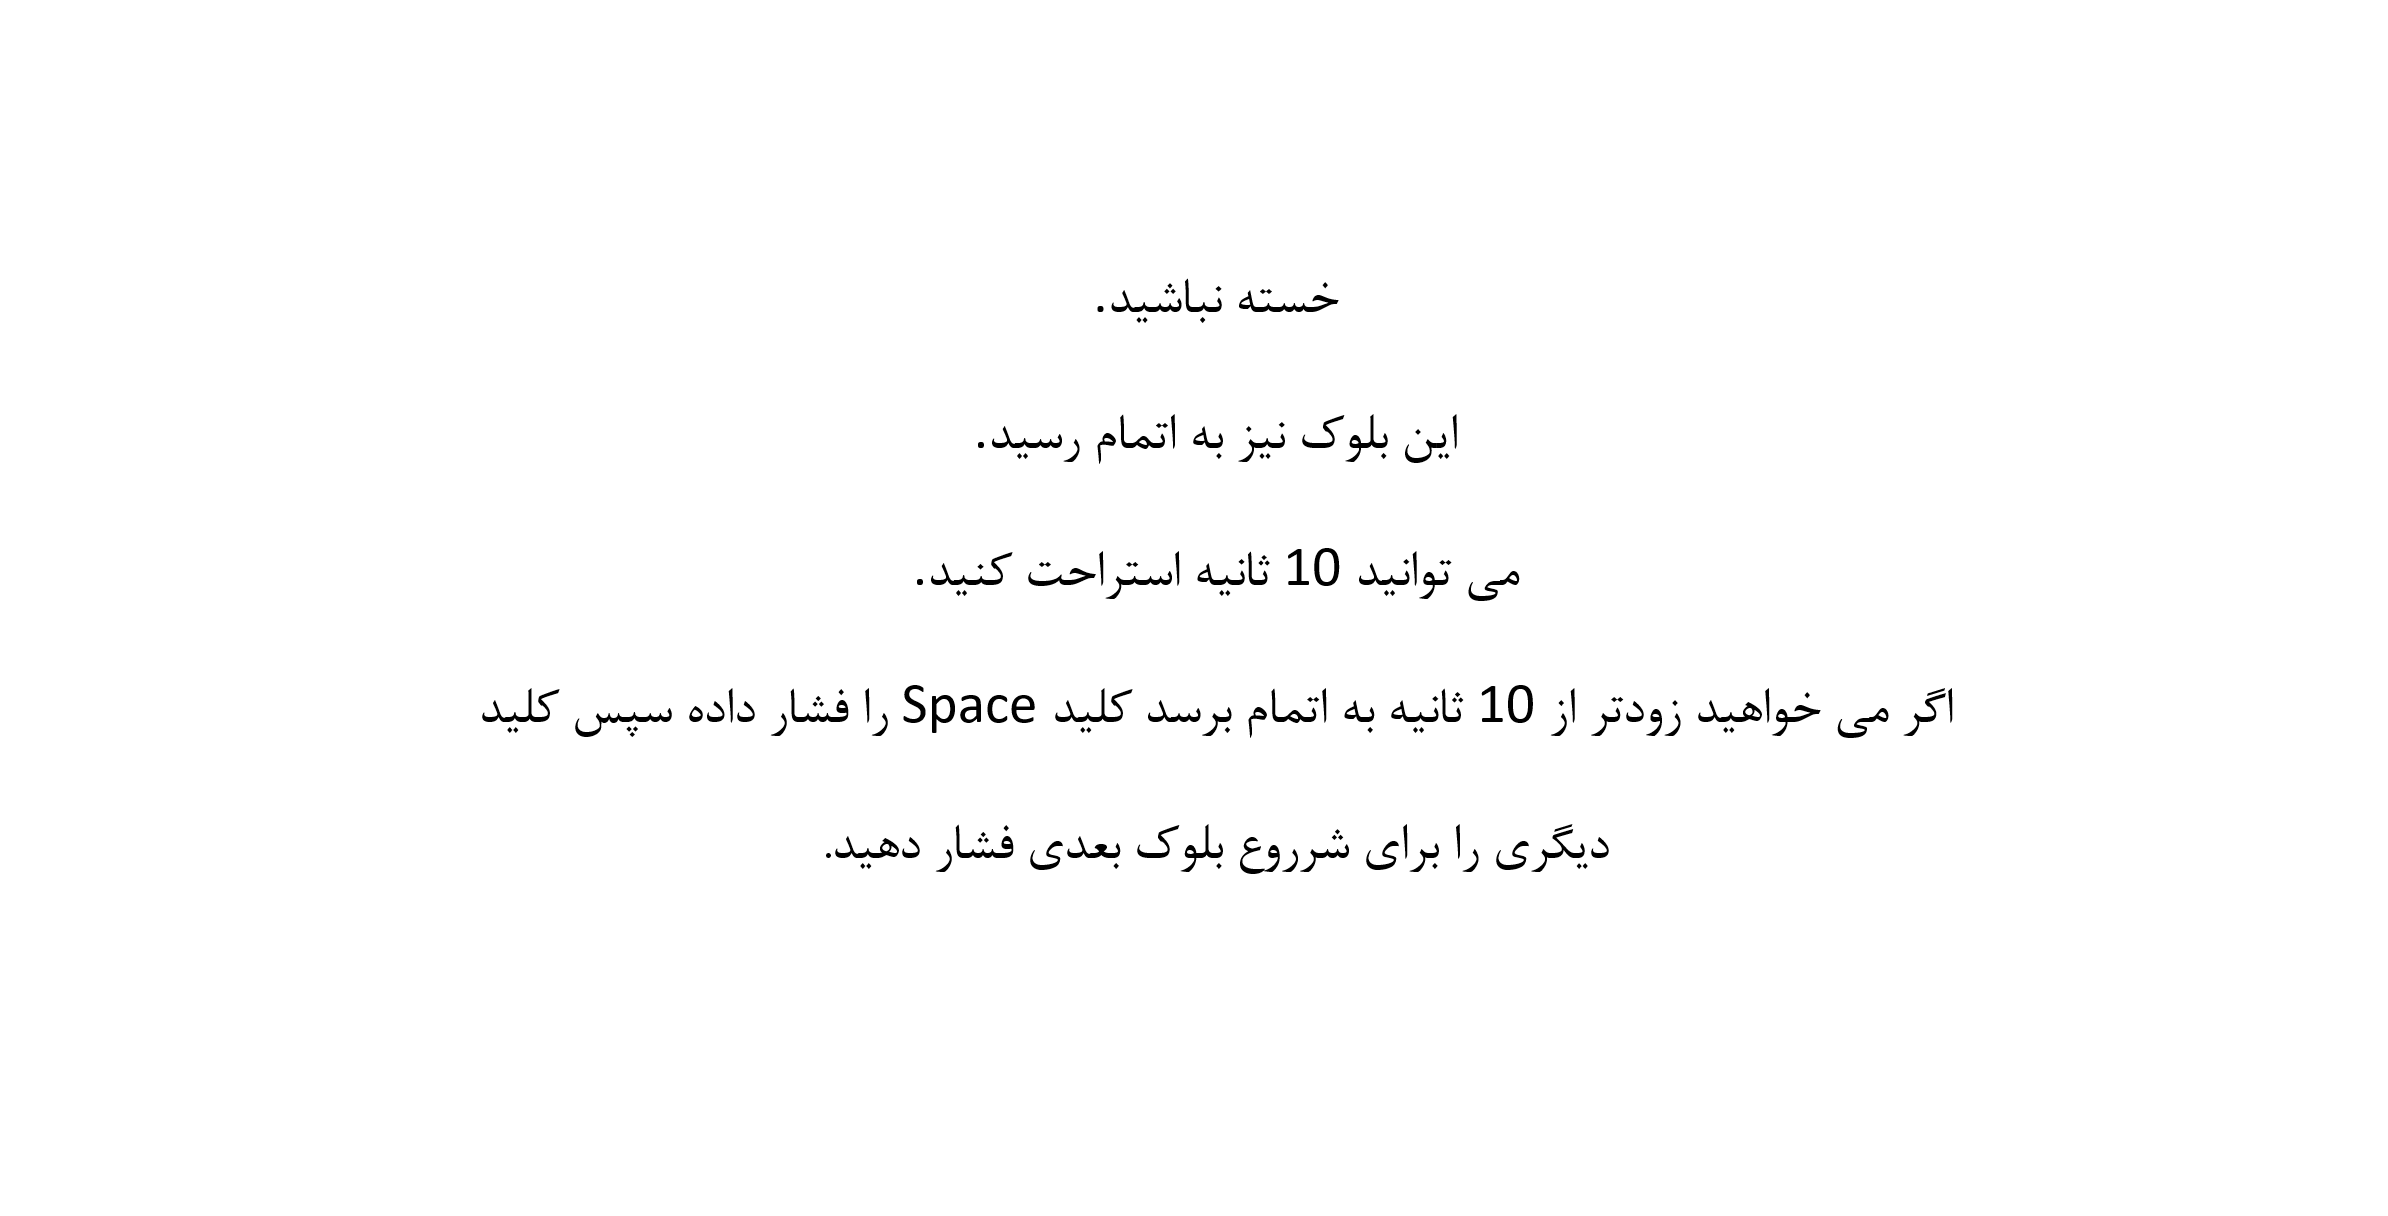 خسته نباشید.
این بلوک نیز به اتمام رسید.
می توانید 10 ثانیه استراحت کنید.
اگر می خواهید زودتر از 10 ثانیه به اتمام برسد کلید Space را فشار داده سپس کلید
دیگری را برای شرروع بلوک بعدی فشار دهید.